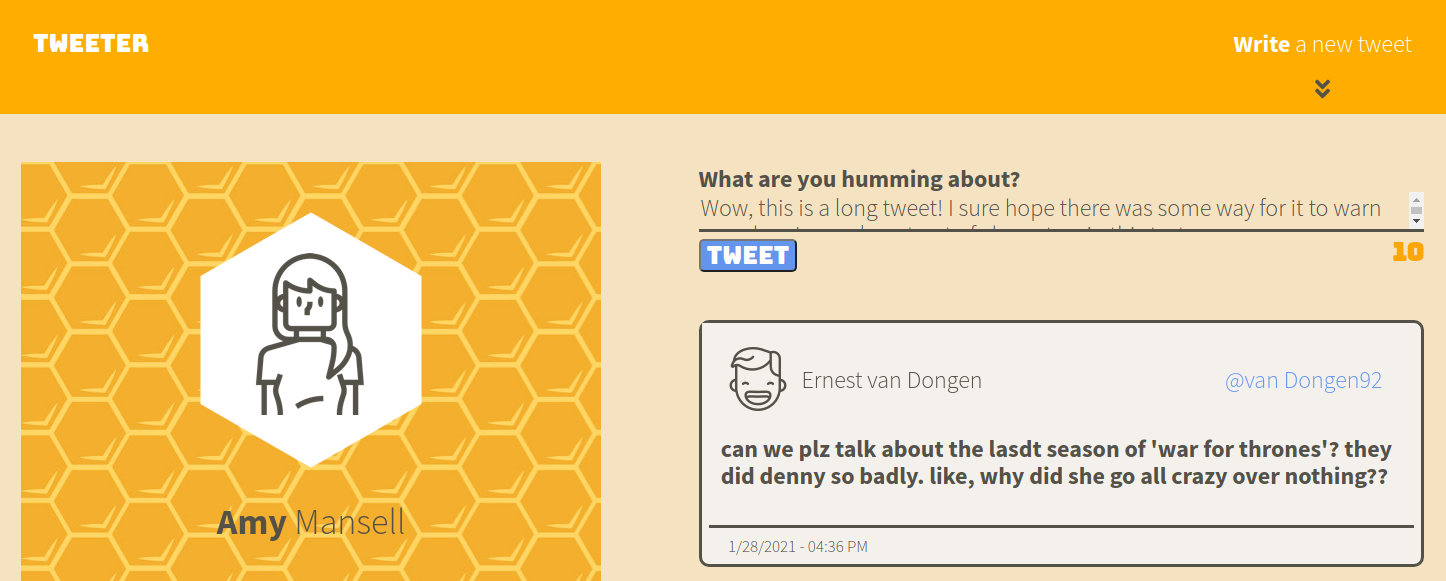 TWEETER
Write a new tweet
What are you humming about?
Wow, this is a long tweet! I sure hope there was some way for it to warn
TWEET
10
Ernest van Dongen
@van Dongen92
can we plz talk about the lasdt season of 'war for thrones'? they
did denny so badly. like, why did she go all crazy over nothing??
1/28/2021 - 04:36 PM
Amy Mansell